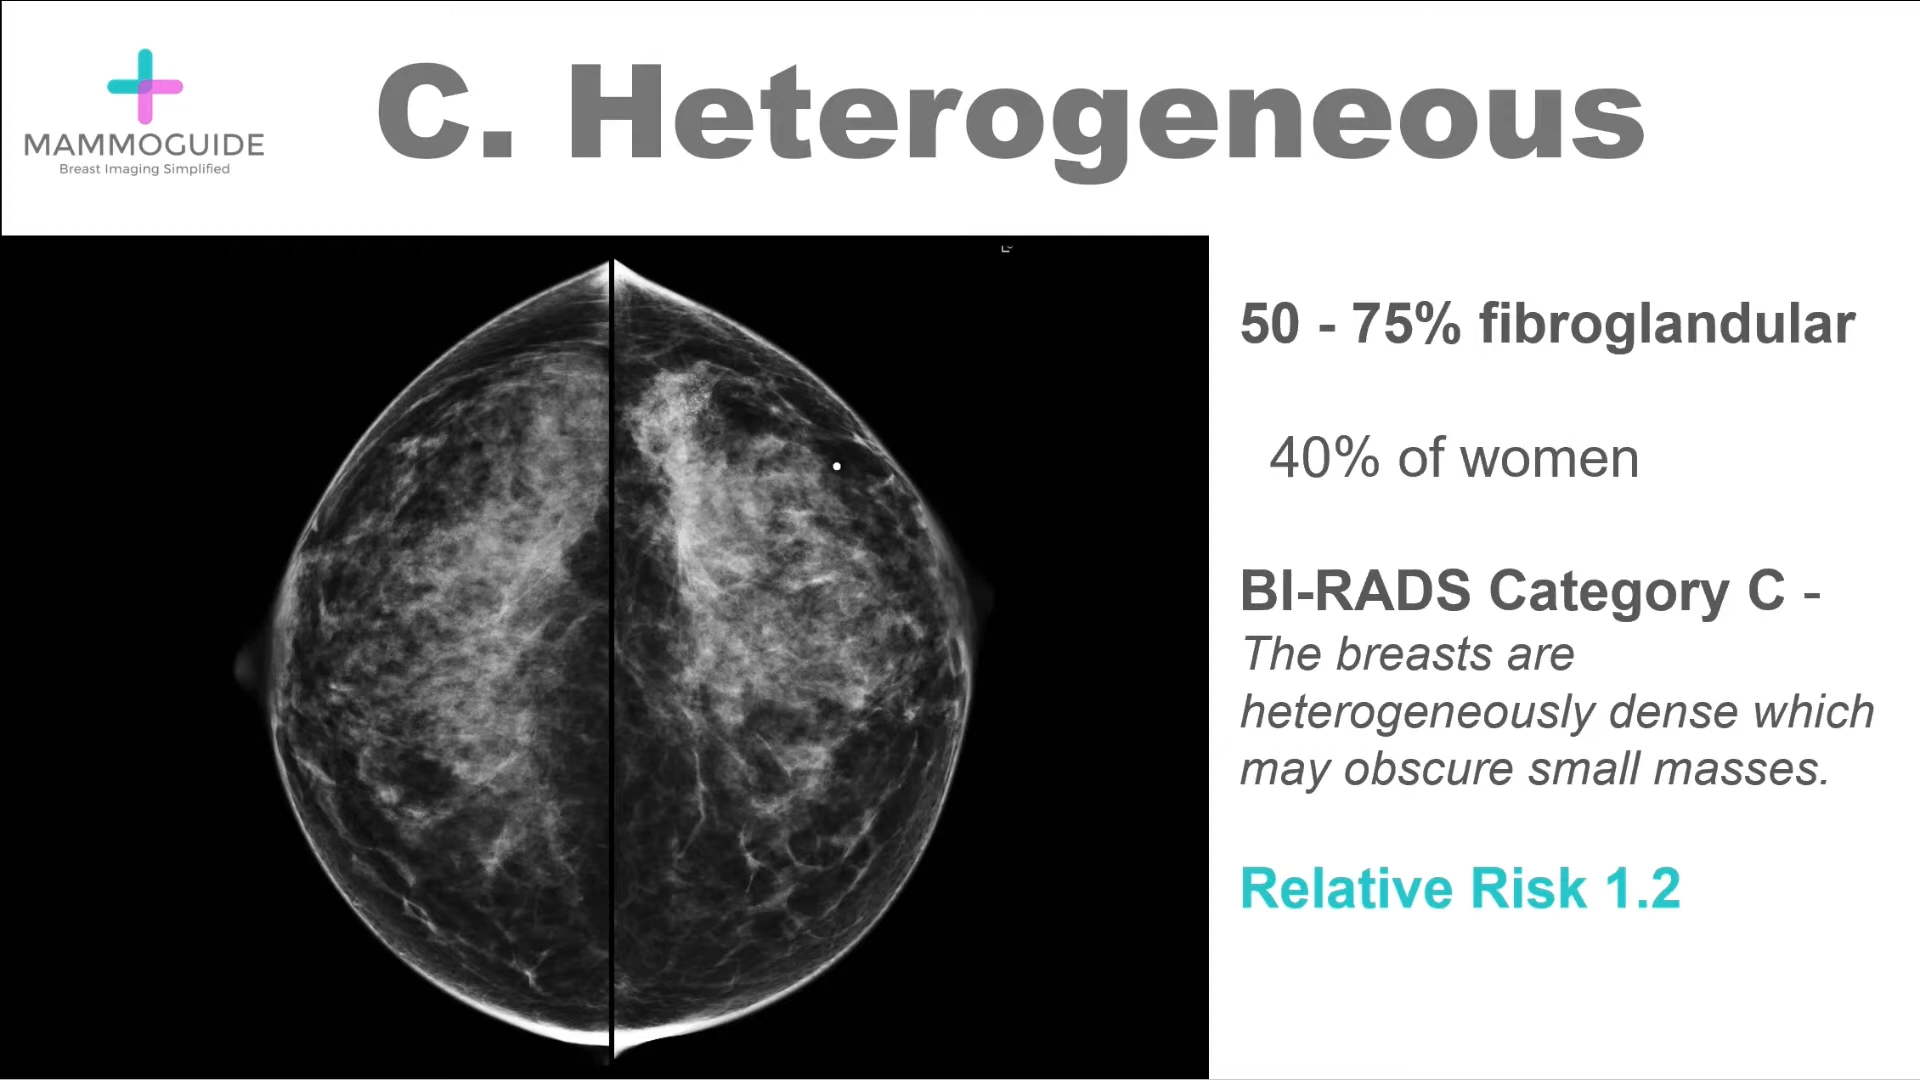 MAMMOGUIDE
Breast Imaging Simplified
C. Heterogeneous
50 - 75% fibroglandular
40% of women
BI-RADS Category C -
The breasts are
heterogeneously dense which
may obscure small masses.
Relative Risk 1.2